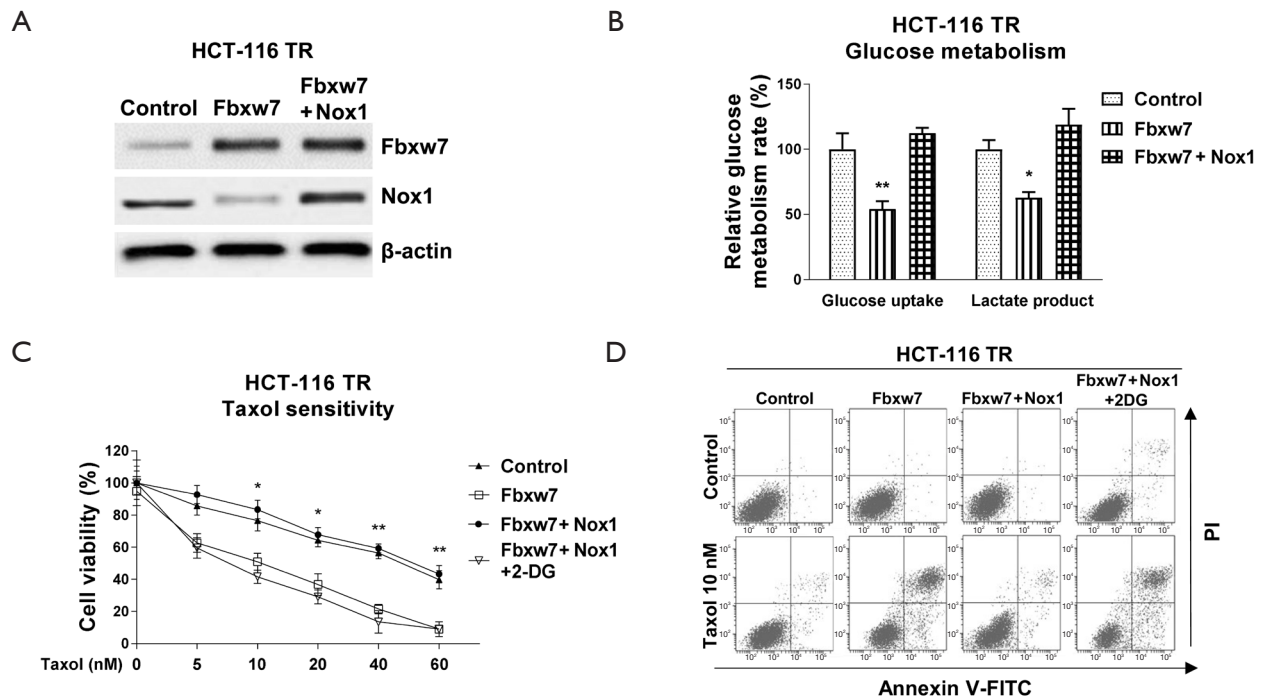 A
HCT-116 TR
Control Fbxw7 Fbxw7 + Nox1
Fbxw7
Nox1
β-actin
B
HCT-116 TR
Glucose metabolism
Relative glucose
metabolism rate (%)
150
100
50
0
Glucose uptake Lactate product
Control
Fbxw7
Fbxw7 + Nox1
** *
C
HCT-116 TR
Taxol sensitivity
Cell viability (%)
120
100
80
60
40
20
0
* * ** **
Taxol (nM) 0 5 10 20 40 60
Control
Fbxw7
Fbxw7+ Nox1
Fbxw7+ Nox1
+2-DG
D
HCT-116 TR
Control Fbxw7 Fbxw7+Nox1 Fbxw7+Nox1
+2DG
Control
Taxol 10 nM
PI
Annexin V-FITC